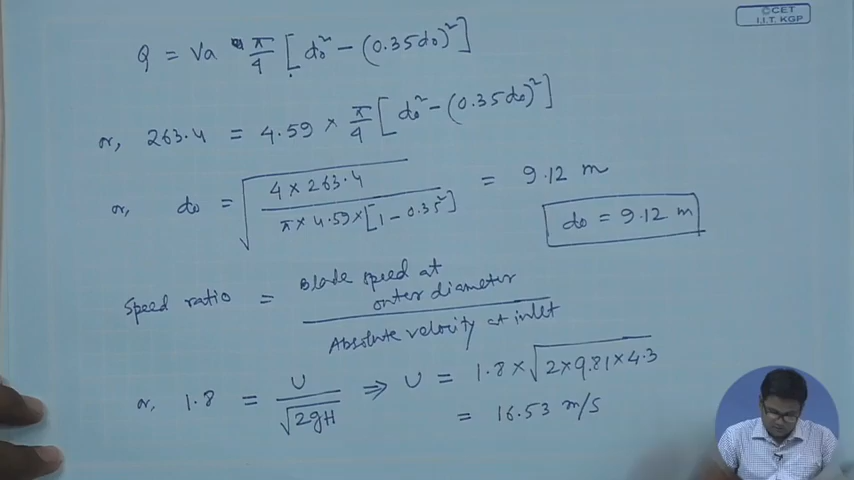 ©CET
I.I.T. KGP
Q = Va π/4 [do² − (0.35do)²]
or, 263.4 = 4.59 × π/4 [do² − (0.35do)²]
or, do = √(4 × 263.4 / π × 4.59 × [1 − 0.35²]) = 9.12 m
do = 9.12 m
Speed ratio = Blade speed at outer diameter / Absolute velocity at inlet
or, 1.8 = U / √2gH ⇒ U = 1.8 × √2×9.81×4.3
= 16.53 m/s